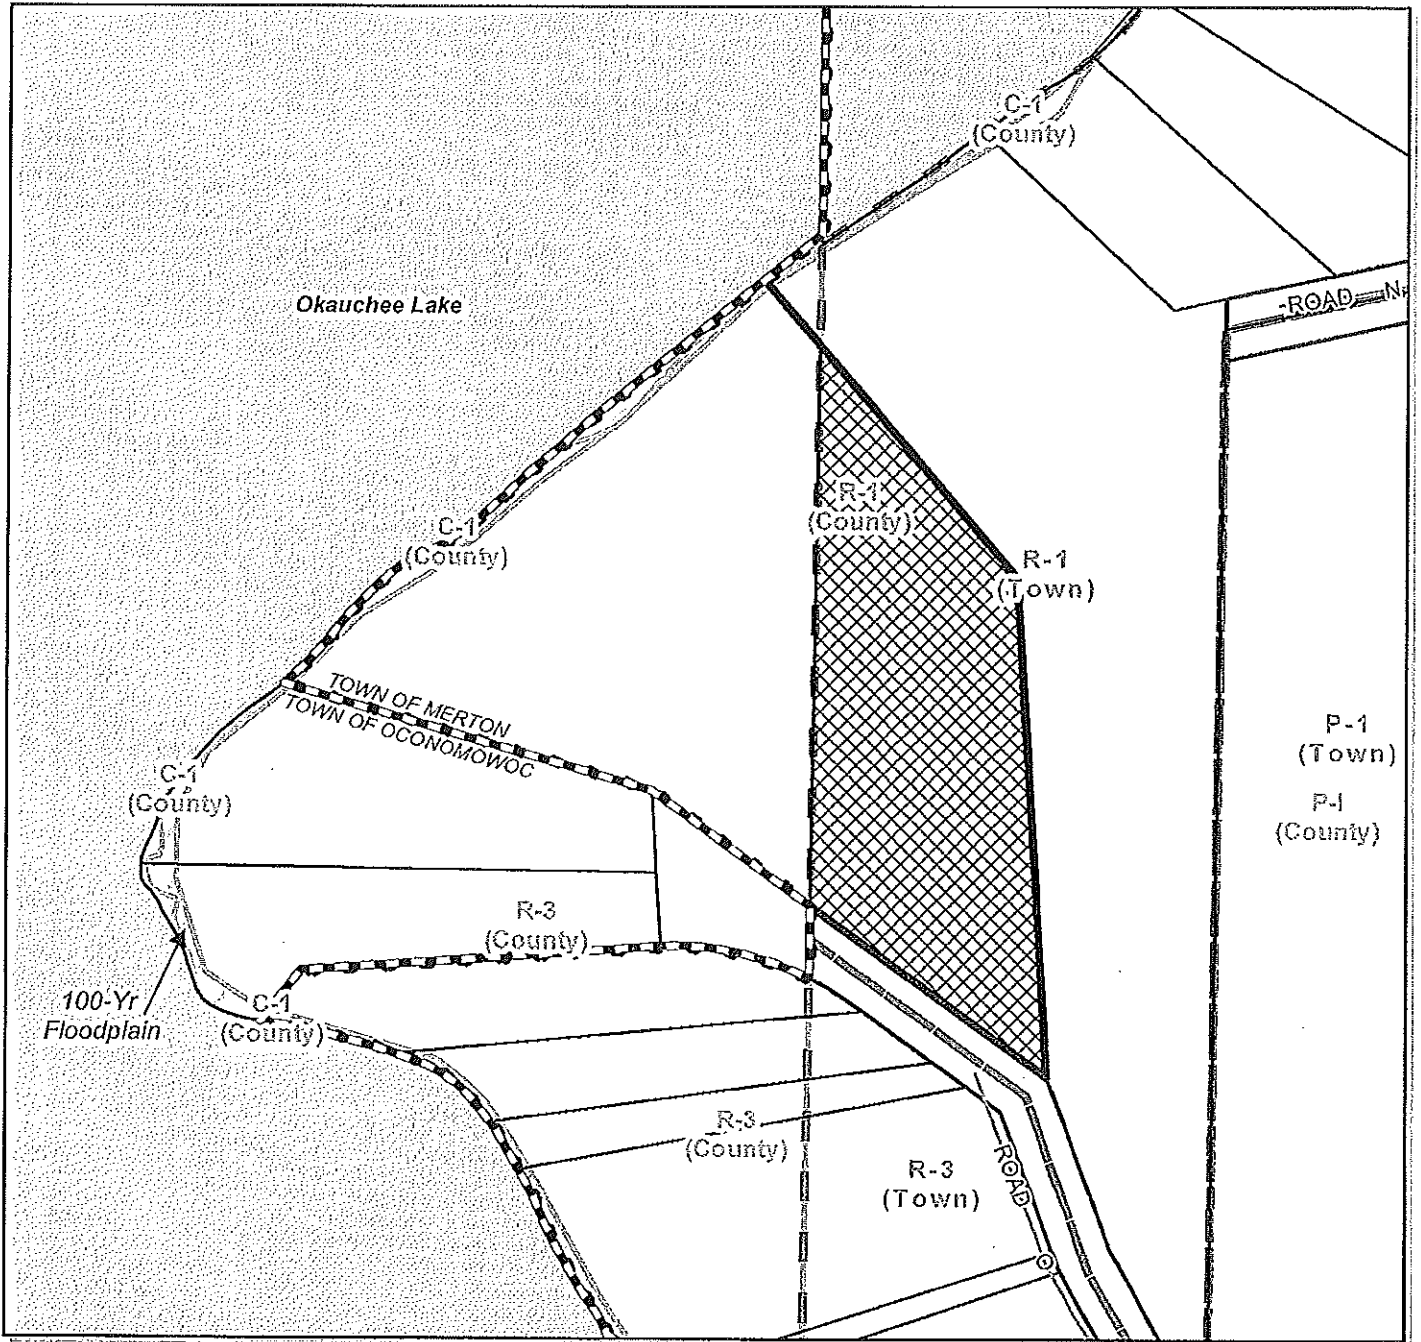 C-1
(County)
-ROAD
N.
Okauchee Lake
R-1
(County)
C-1
(County)
R-1
(Town)
TOWN OF MERTON
TOWN OF OCONOMOWOC
P-1
(Town)
P-I
(County)
C-1
(County)
R-3
(County)
100-Yr
Floodplain
C-1
(County)
R-3
(County)
R-3
(Town)
ROAD